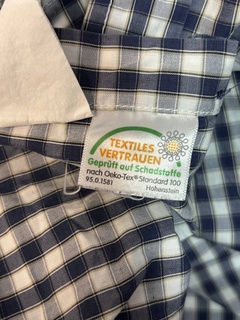 TEXTILES
VERTRAUEN
Geprüft auf Schadstoffe
nach Oeko-Tex® Standard 100
95.0.1581 Hohenstein